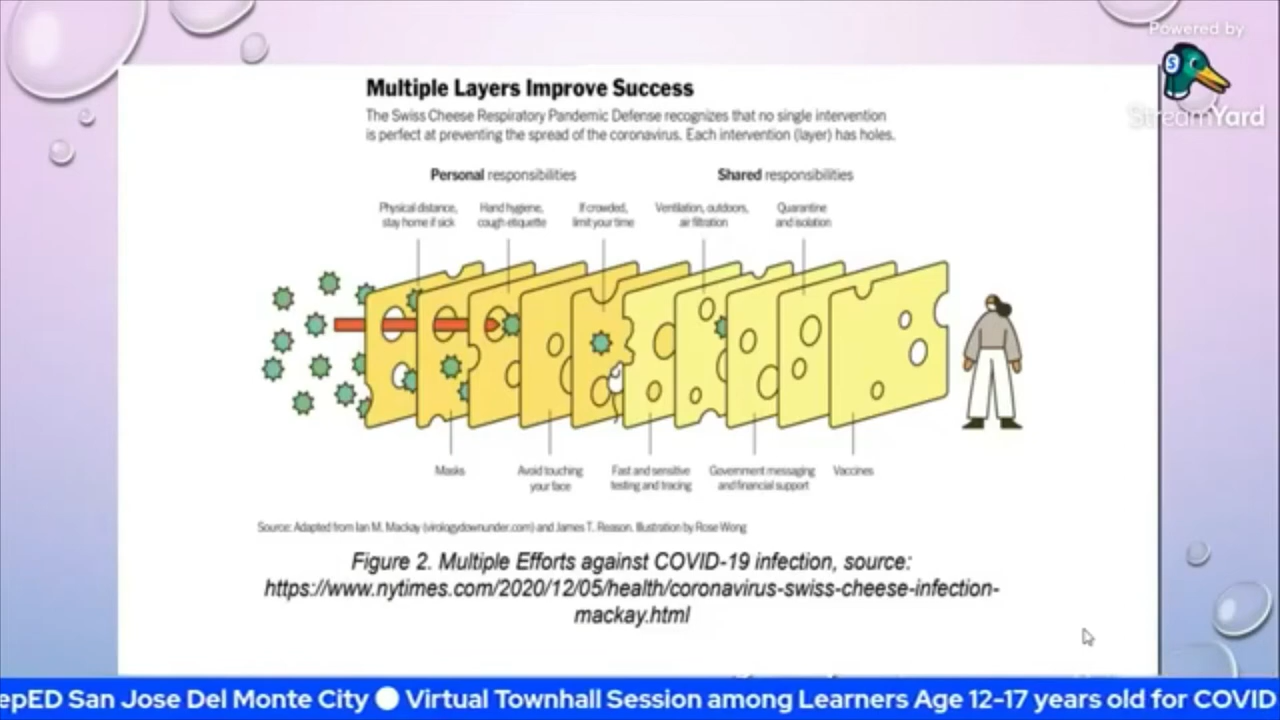 Powered by
StreamYard
Multiple Layers Improve Success
The Swiss Cheese Respiratory Pandemic Defense recognizes that no single intervention
is perfect at preventing the spread of the coronavirus. Each intervention (layer) has holes.
Personal responsibilities
Shared responsibilities
Physical distance,
stay home if sick
Hand hygiene,
cough etiquette
If crowded,
limit your time
Ventilation, outdoors,
air filtration
Quarantine
and isolation
Masks
Avoid touching
your face
Fast and sensitive
testing and tracing
Government messaging
and financial support
Vaccines
Source: Adapted from Ian M. Mackay (virologydownunder.com) and James T. Reason. Illustration by Rose Wong
Figure 2. Multiple Efforts against COVID-19 infection, source:
https://www.nytimes.com/2020/12/05/health/coronavirus-swiss-cheese-infection-
mackay.html
epED San Jose Del Monte City ● Virtual Townhall Session among Learners Age 12-17 years old for COVID